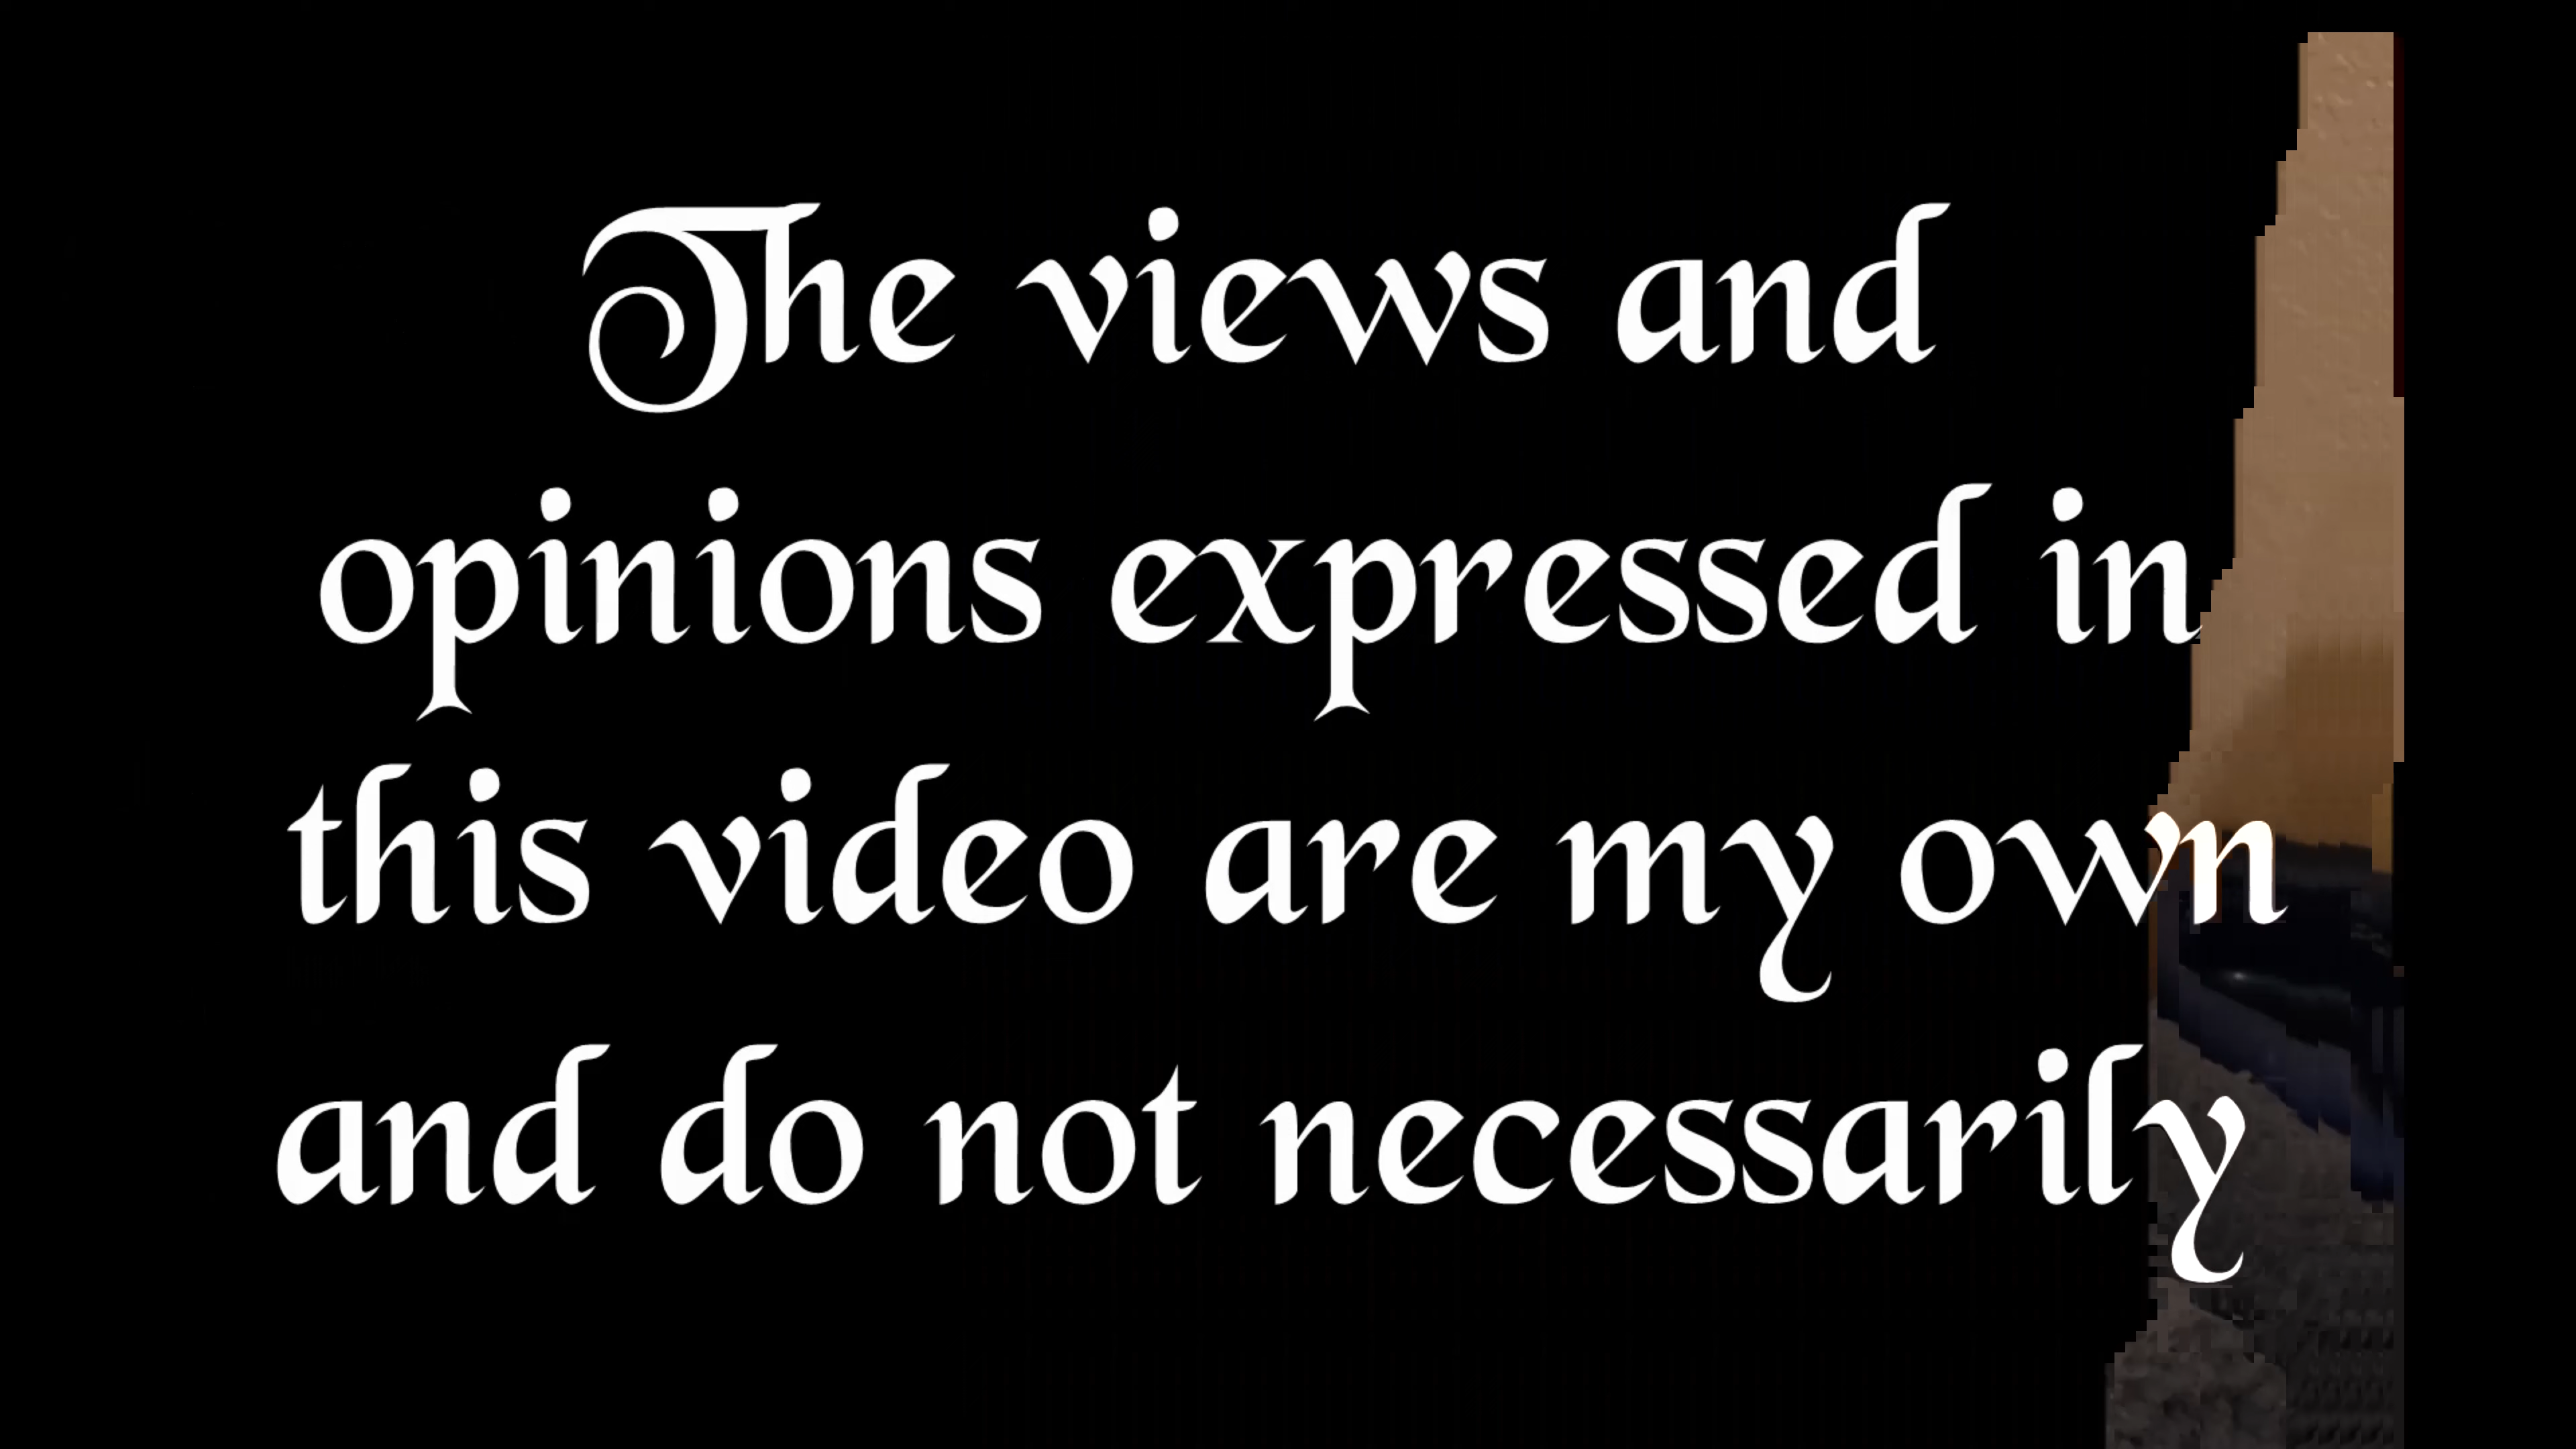 The views and
opinions expressed in
this video are my own
and do not necessarily